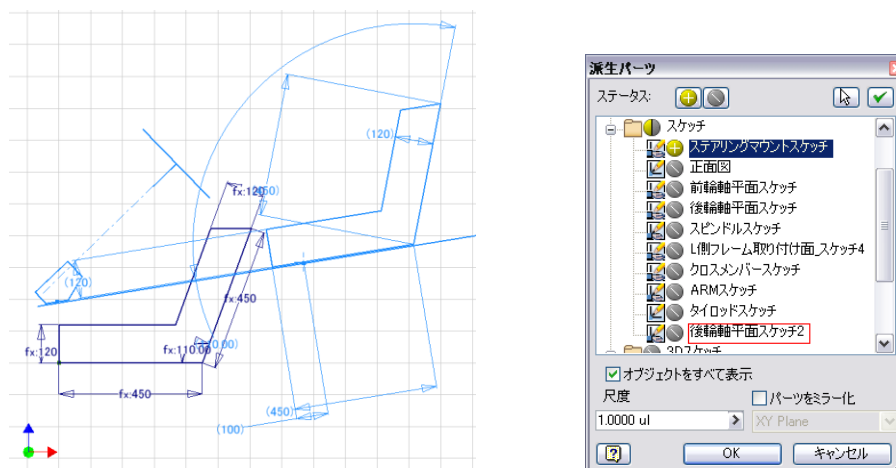 (120)
fx:120
60)
(120)
fx:450
fx:120
fx:110.00
0.00)
fx:450
(450)
(100)
派生パーツ
ステータス:
スケッチ
ステアリングマウントスケッチ
正面図
前輪軸平面スケッチ
後輪軸平面スケッチ
スピンドルスケッチ
L側フレーム取り付け面_スケッチ4
クロスメンバースケッチ
ARMスケッチ
タイロッドスケッチ
後輪軸平面スケッチ2
3Dスケッチ
オブジェクトをすべて表示
尺度
パーツをミラー化
1.0000 ul
XY Plane
OK
キャンセル